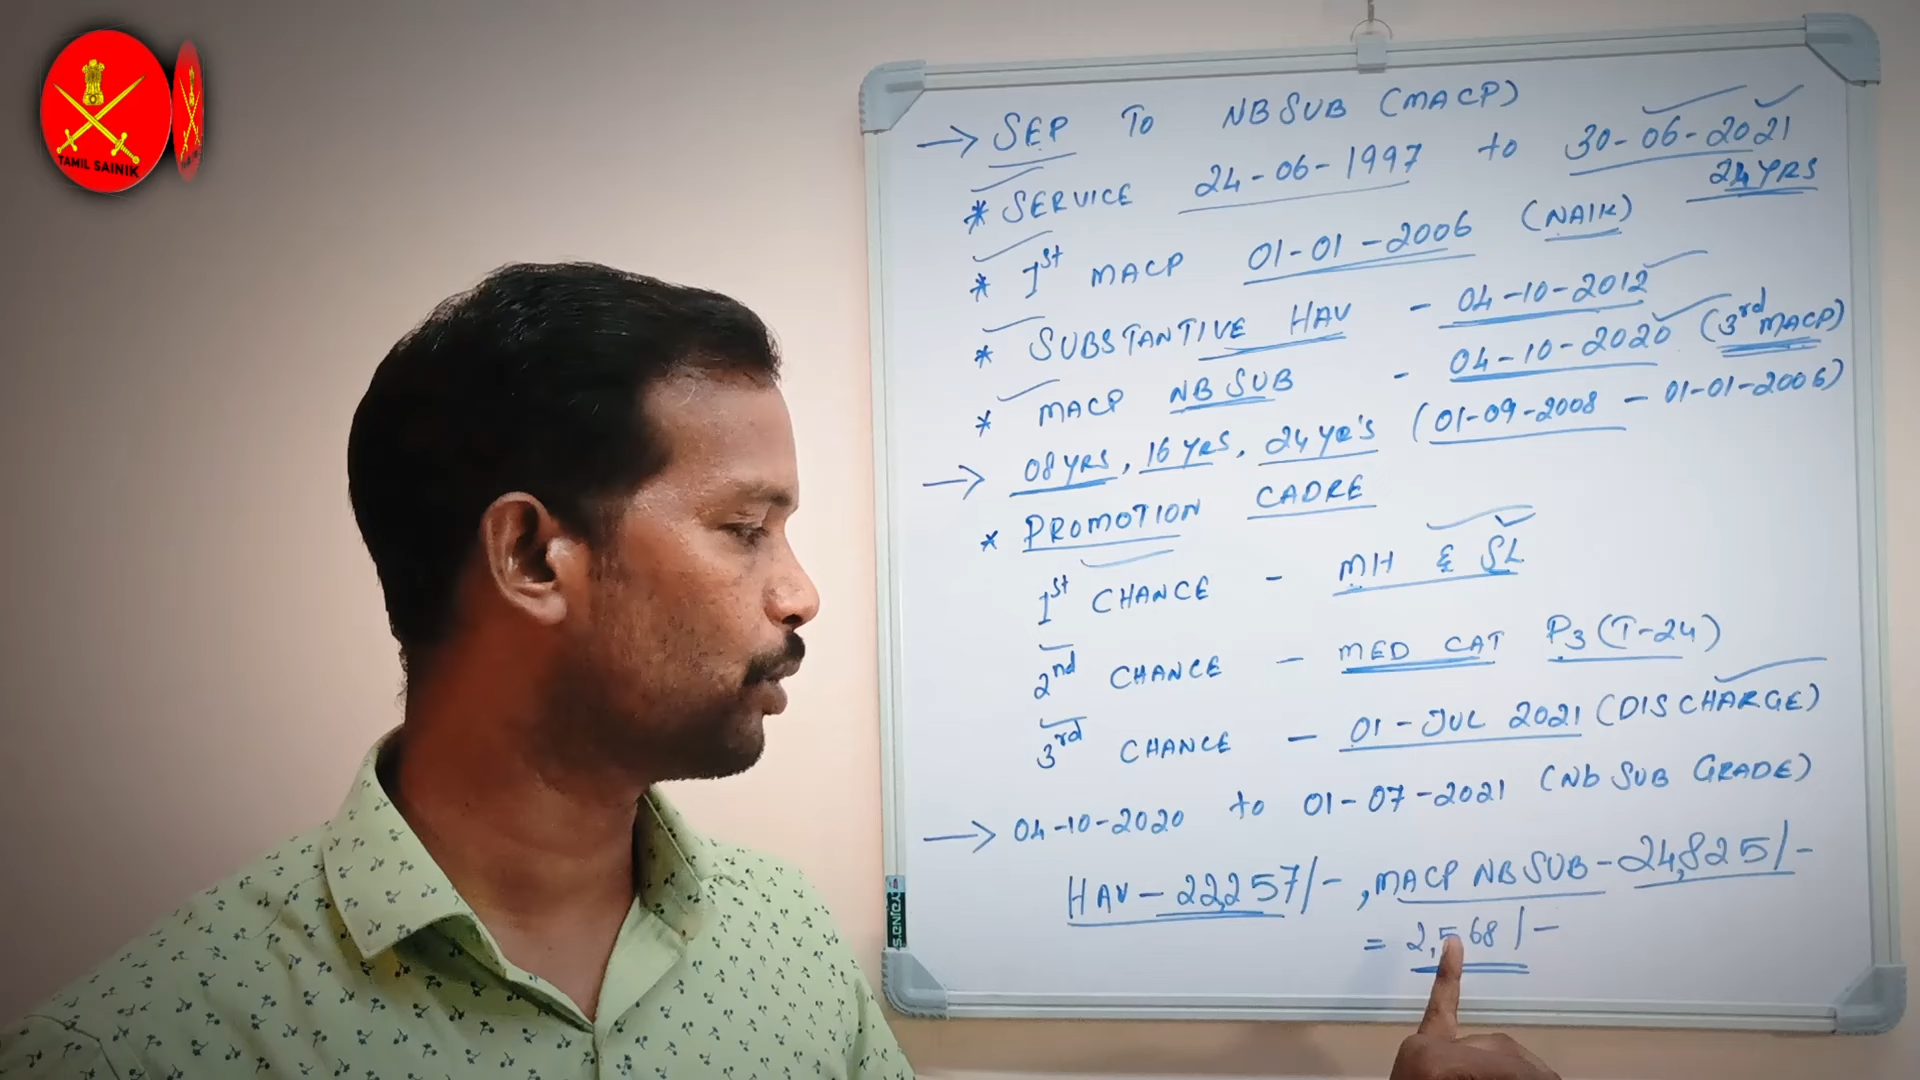 TAMIL SAINIK
→ SEP To NB SUB (MACP)
* SERVICE 24-06-1997 to 30-06-2021
24 YRS
* 1st MACP 01-01-2006 (NAIK)
* SUBSTANTIVE HAV - 04-10-2012
* MACP NB SUB - 04-10-2020 (3rd MACP)
→ 08 YRS, 16 YRS, 24 YR'S (01-09-2008 - 01-01-2006)
* PROMOTION CADRE
1st CHANCE - MH & SL
2nd CHANCE - MED CAT P3 (T-24)
3rd CHANCE - 01-JUL 2021 (DISCHARGE)
→ 04-10-2020 to 01-07-2021 (Nb SUB GRADE)
HAV - 22,257/-, MACP NB SUB - 24,825/-
= 2,568/-